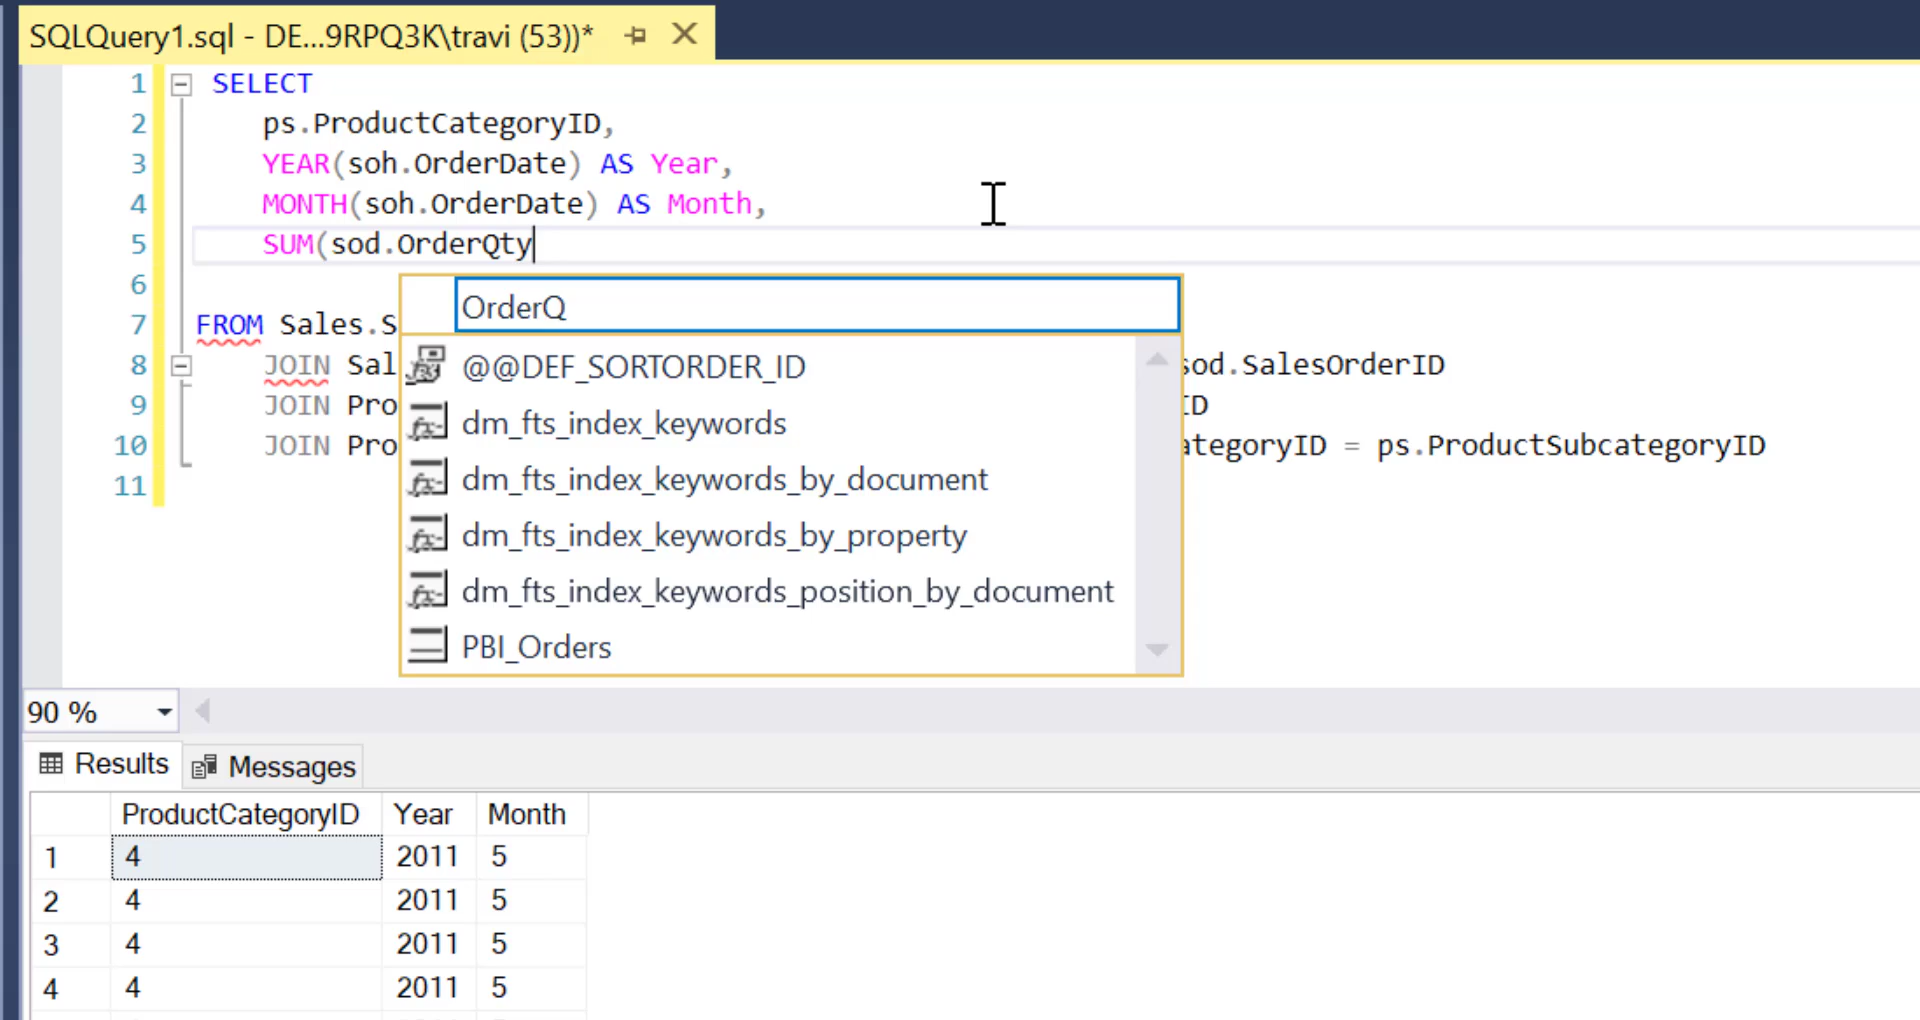 SQLQuery1.sql - DE...9RPQ3K\travi (53))*
1 SELECT
2 ps.ProductCategoryID,
3 YEAR(soh.OrderDate) AS Year,
4 MONTH(soh.OrderDate) AS Month,
5 SUM(sod.OrderQty
6
OrderQ
7 FROM Sales.S
@@DEF_SORTORDER_ID
8 JOIN Sal sod.SalesOrderID
9 JOIN Pro ID
dm_fts_index_keywords
10 JOIN Pro ategoryID = ps.ProductSubcategoryID
11
dm_fts_index_keywords_by_document
dm_fts_index_keywords_by_property
dm_fts_index_keywords_position_by_document
PBI_Orders
90 %
Results Messages
ProductCategoryID Year Month
1 4 2011 5
2 4 2011 5
3 4 2011 5
4 4 2011 5